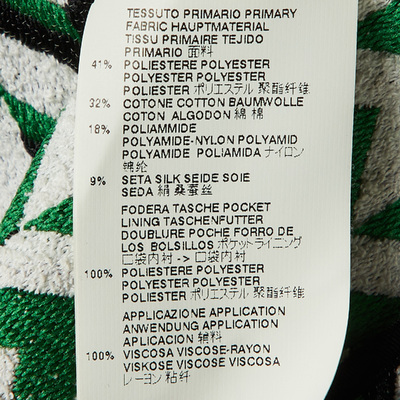 TESSUTO PRIMARIO PRIMARY
FABRIC HAUPTMATERIAL
TISSU PRIMAIRE TEJIDO
PRIMARIO 面料
41% POLIESTERE POLYESTER
POLYESTER POLYESTER
POLIESTER ポリエステル 聚酯纤维
32% COTONE COTTON BAUMWOLLE
COTON ALGODON 綿 棉
18% POLIAMMIDE
POLYAMIDE-NYLON POLYAMID
POLYAMIDE POLIAMIDA ナイロン
锦纶
9% SETA SILK SEIDE SOIE
SEDA 絹 桑蚕丝
FODERA TASCHE POCKET
LINING TASCHENFUTTER
DOUBLURE POCHE FORRO DE
LOS BOLSILLOS ポケットライニング
口袋内衬 -> 口袋内衬
100% POLIESTERE POLYESTER
POLYESTER POLYESTER
POLIESTER ポリエステル 聚酯纤维
APPLICAZIONE APPLICATION
ANWENDUNG APPLICATION
APLICACION 辅料
100% VISCOSA VISCOSE-RAYON
VISKOSE VISCOSE VISCOSA
レーヨン 粘纤